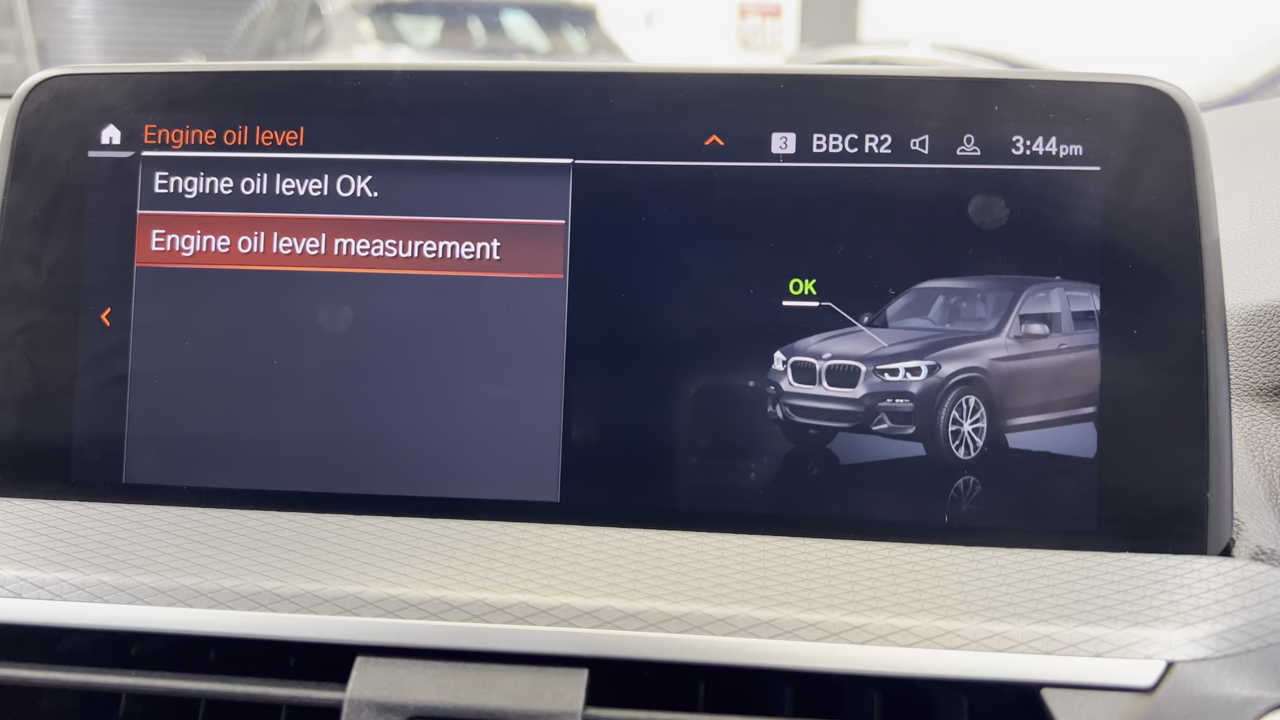 Engine oil level
3 BBC R2 3:44pm
Engine oil level OK.
Engine oil level measurement
OK